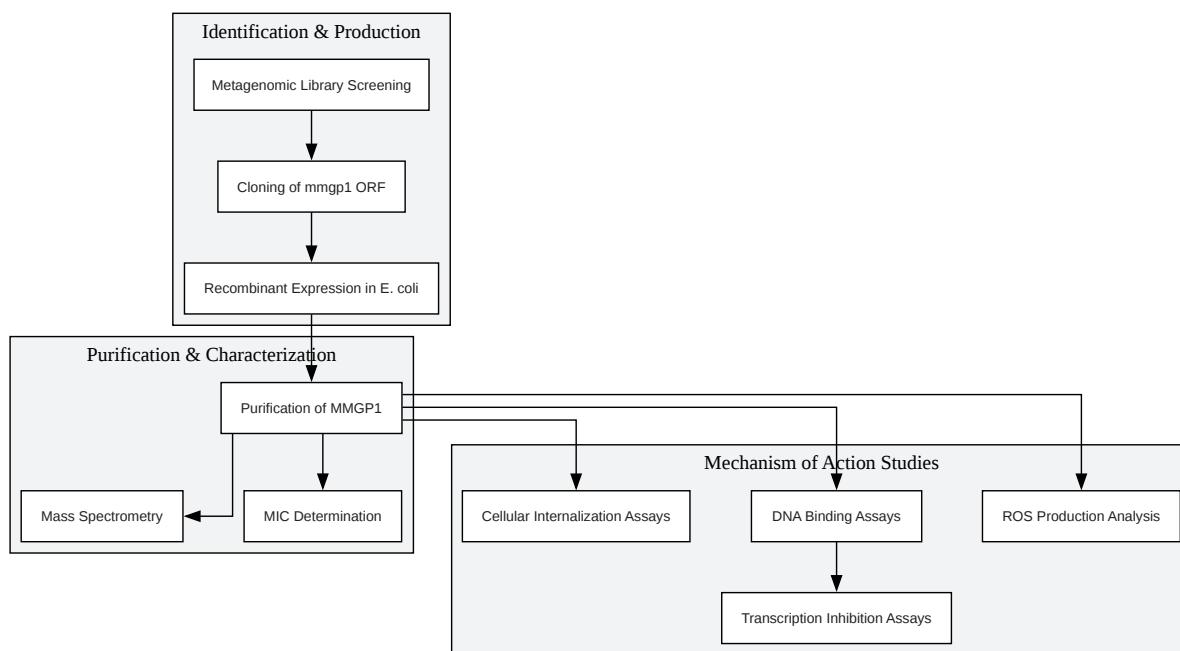 Identification & Production
Metagenomic Library Screening
Cloning of mmgp1 ORF
Recombinant Expression in E. coli
Purification & Characterization
Purification of MMGP1
Mass Spectrometry
MIC Determination
Mechanism of Action Studies
Cellular Internalization Assays
DNA Binding Assays
ROS Production Analysis
Transcription Inhibition Assays